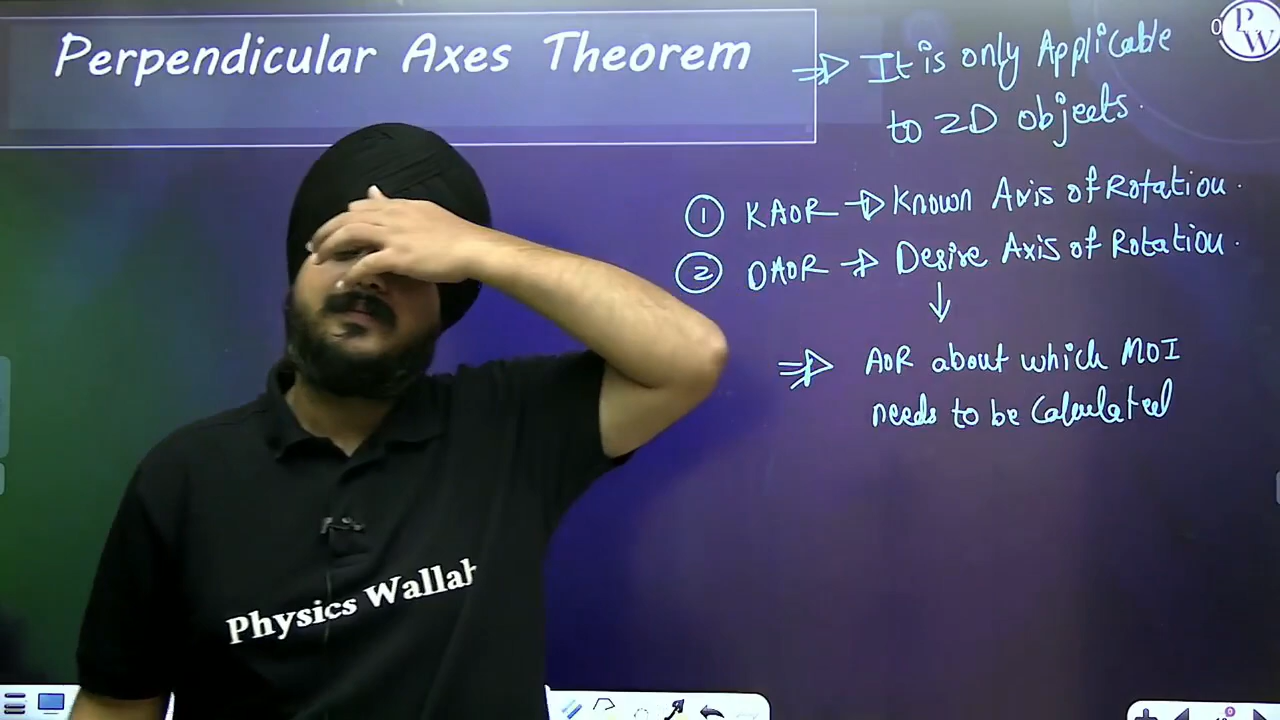 Perpendicular Axes Theorem
⇒ It is only Applicable
to 2D objects.
① KAOR → Known Axis of Rotation.
② DAOR → Desire Axis of Rotation.
↓
⇒ AOR about which MOI
needs to be Calculated
PW
Physics Wallah